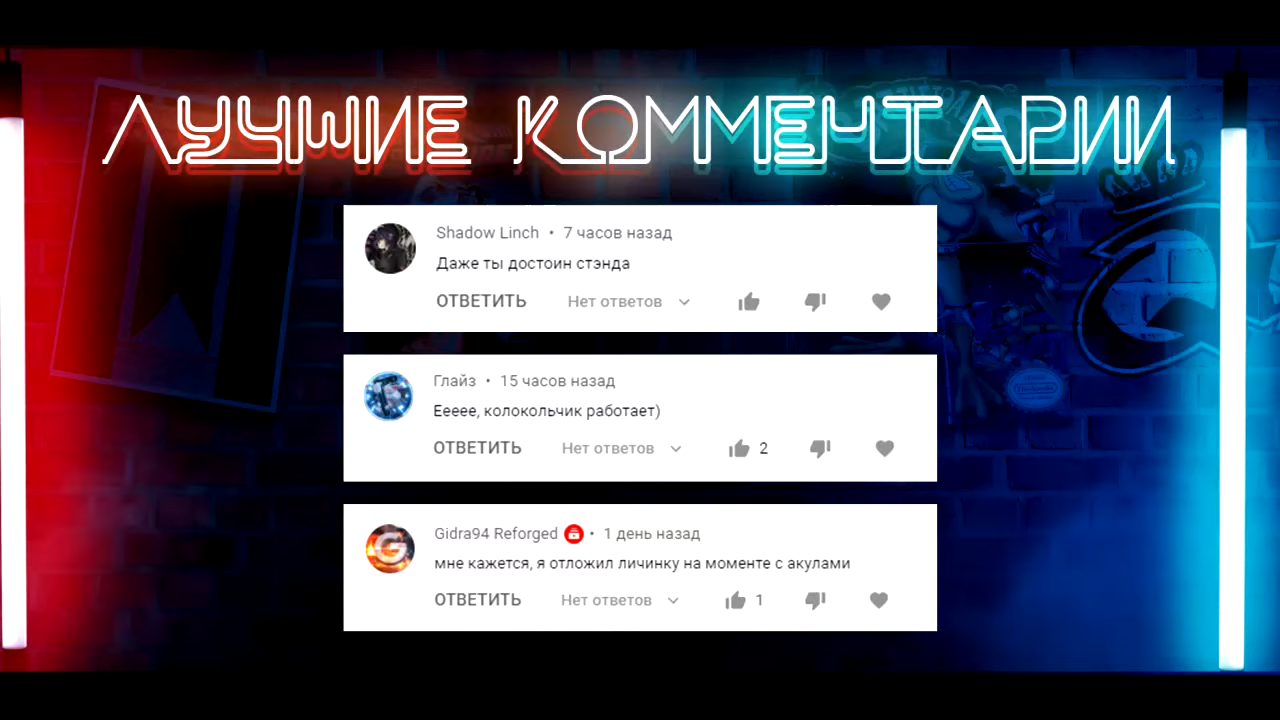 ЛУЧШИЕ КОММЕНТАРИИ
Shadow Linch • 7 часов назад
Даже ты достоин стэнда
ОТВЕТИТЬ Нет ответов
Глайз • 15 часов назад
Еееее, колокольчик работает)
ОТВЕТИТЬ Нет ответов 2
Gidra94 Reforged • 1 день назад
мне кажется, я отложил личинку на моменте с акулами
ОТВЕТИТЬ Нет ответов 1